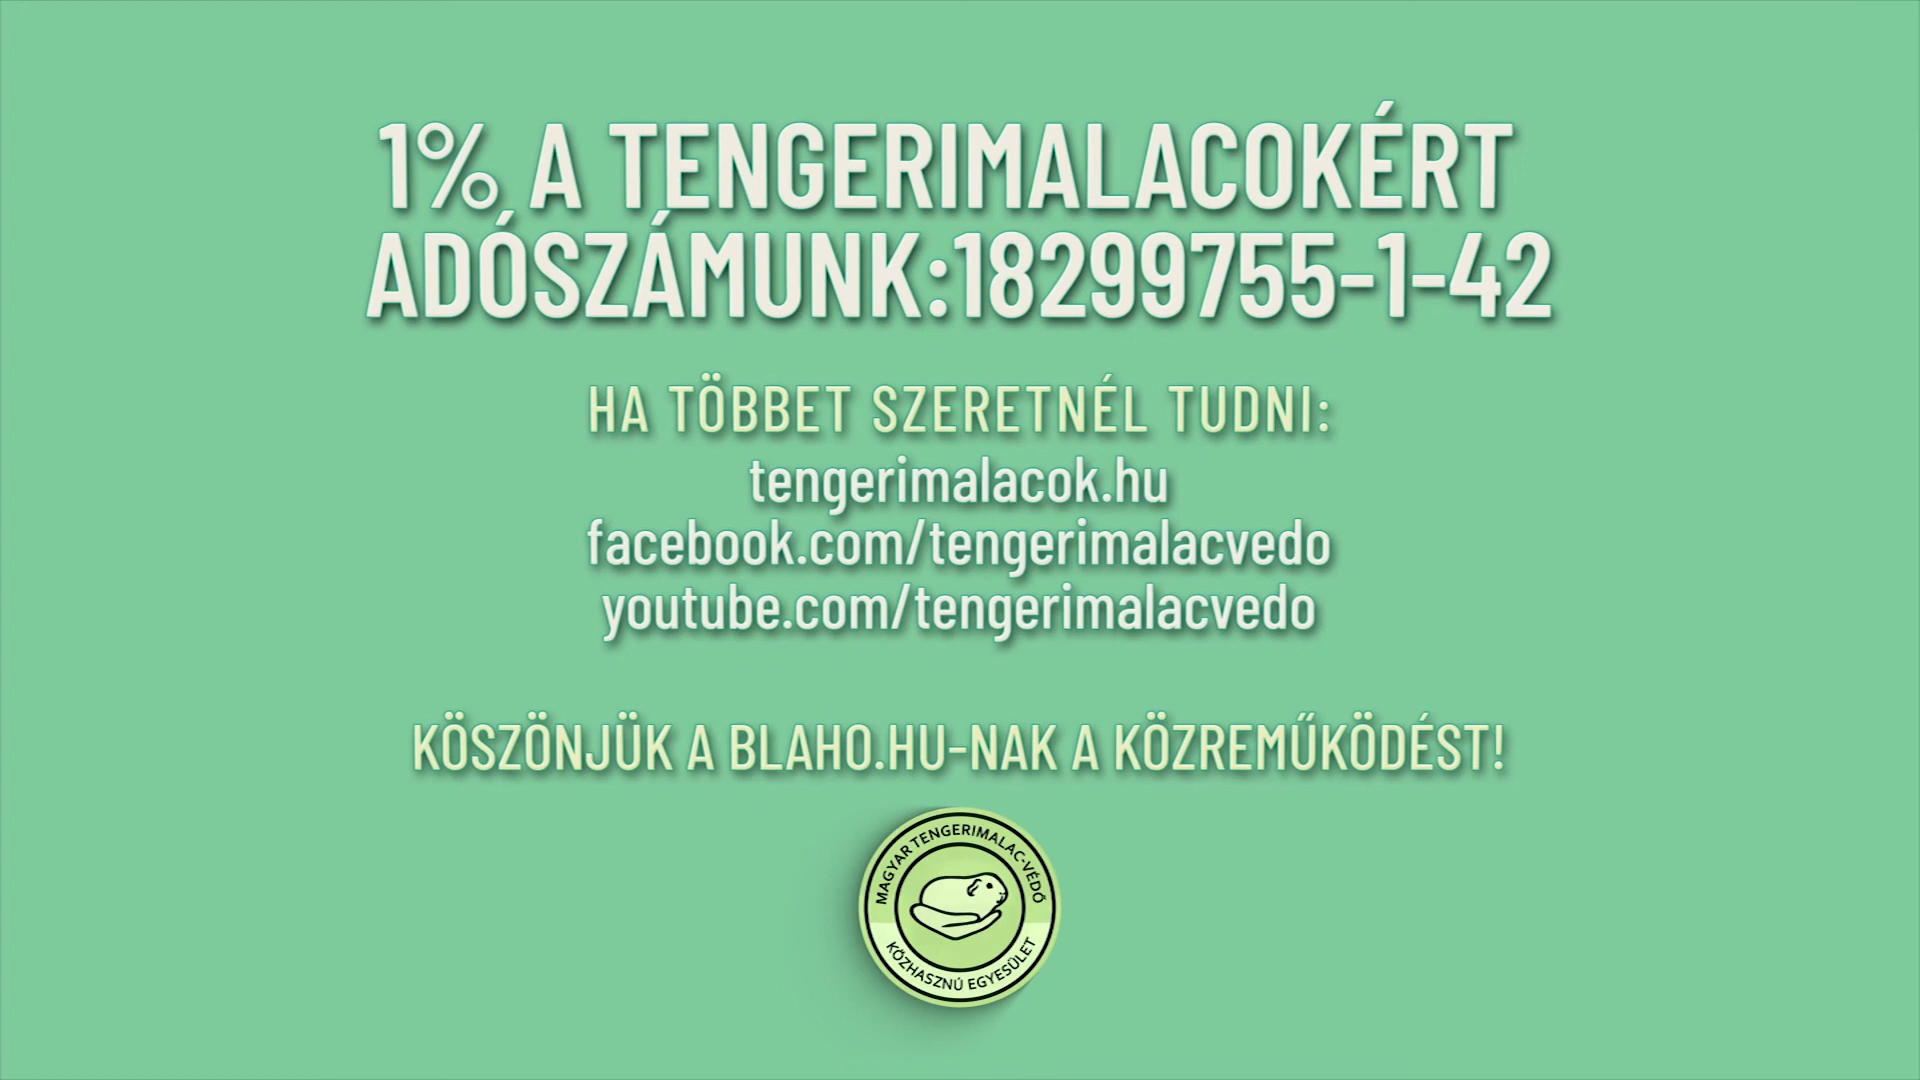 1% A TENGERIMALACOKÉRT
ADÓSZÁMUNK:18299755-1-42
HA TÖBBET SZERETNÉL TUDNI:
tengerimalacok.hu
facebook.com/tengerimalacvedo
youtube.com/tengerimalacvedo
KÖSZÖNJÜK A BLAHO.HU-NAK A KÖZREMŰKÖDÉST!
MAGYAR TENGERIMALAC-VÉDŐ
KÖZHASZNÚ EGYESÜLET